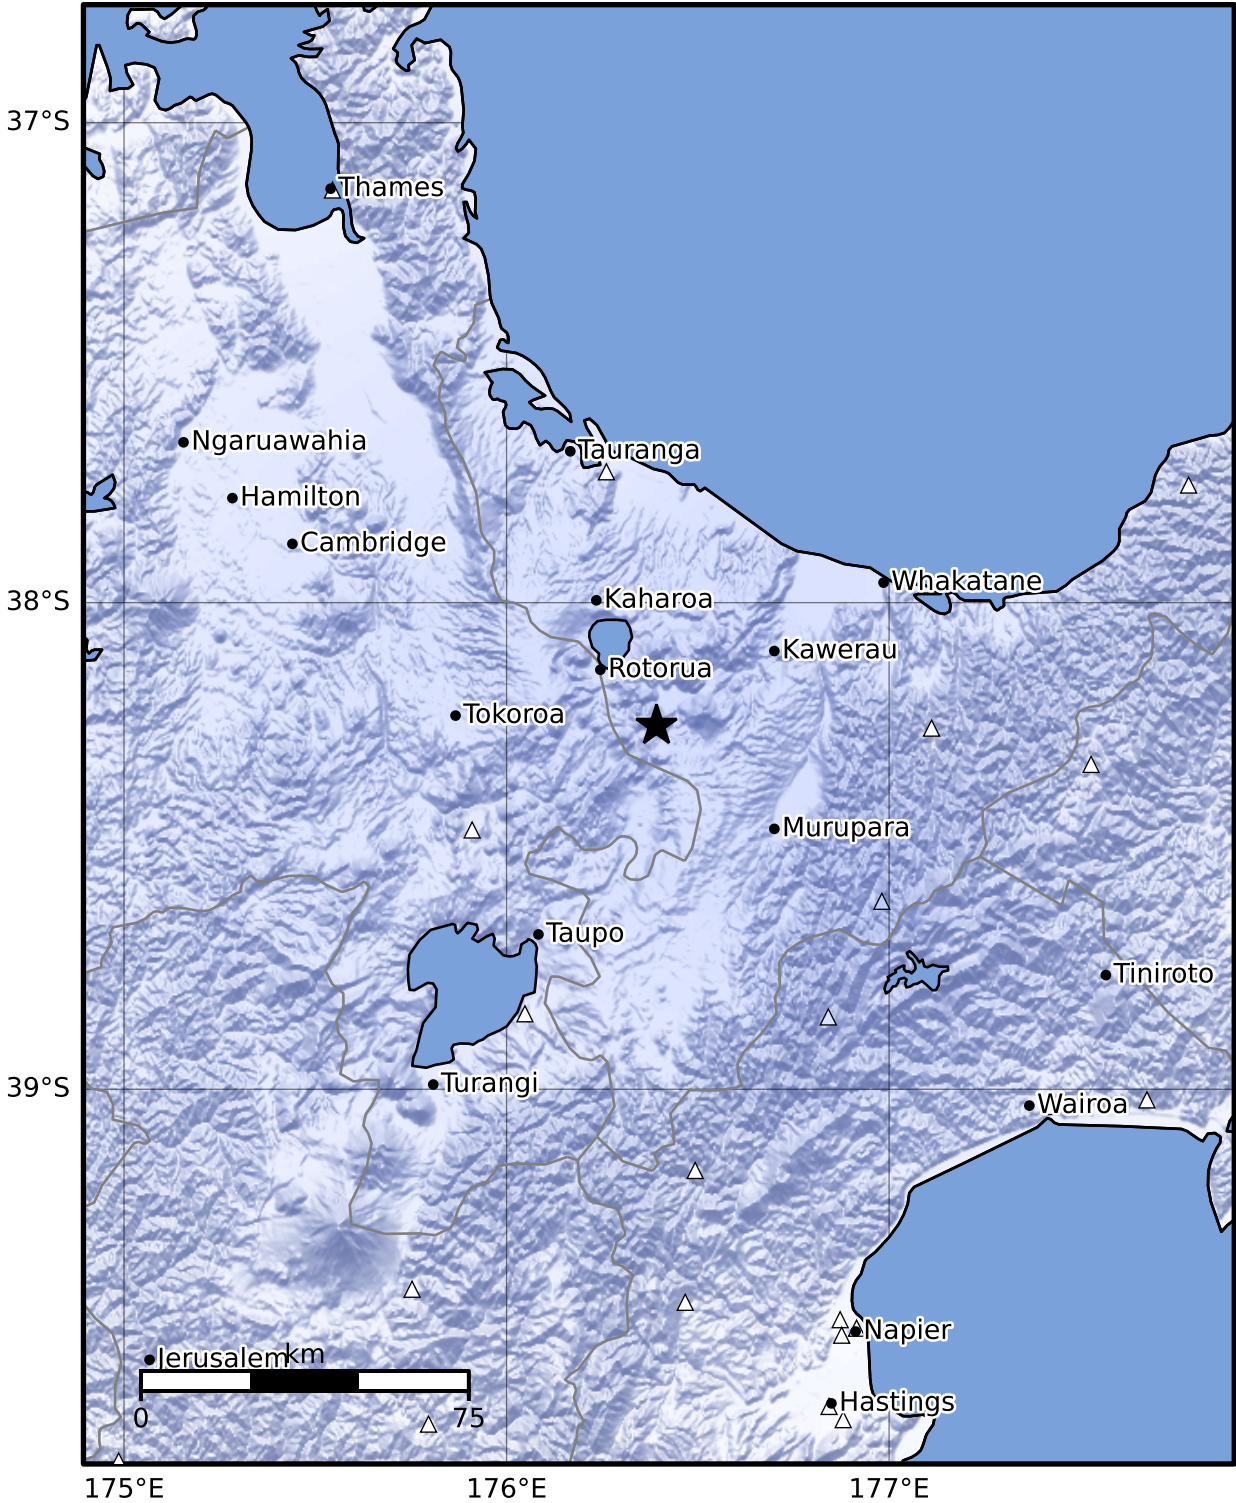 37°S
Thames
Ngaruawahia
Tauranga
Hamilton
Cambridge
Whakatane
38°S
Kaharoa
Kawerau
Rotorua
Tokoroa
Murupara
Taupo
Tiniroto
39°S
Turangi
Wairoa
Napier
Jerusalem
km
Hastings
0 75
175°E 176°E 177°E